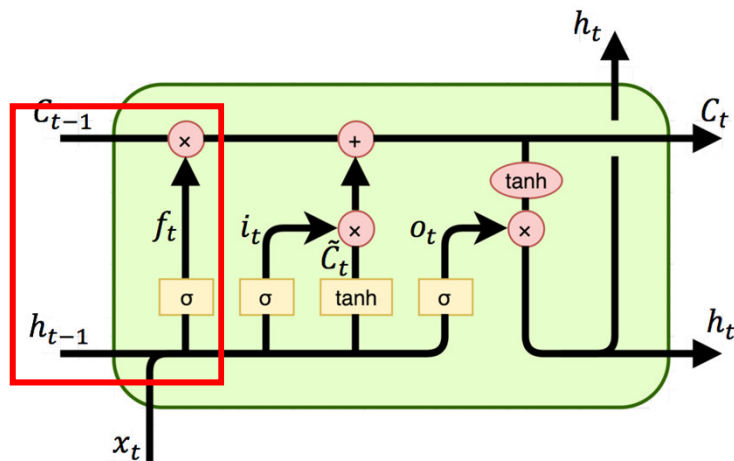 h_t
C_{t-1} × + C_t
tanh
f_t i_t × o_t ×
C̃_t
σ σ tanh σ
h_{t-1} h_t
x_t